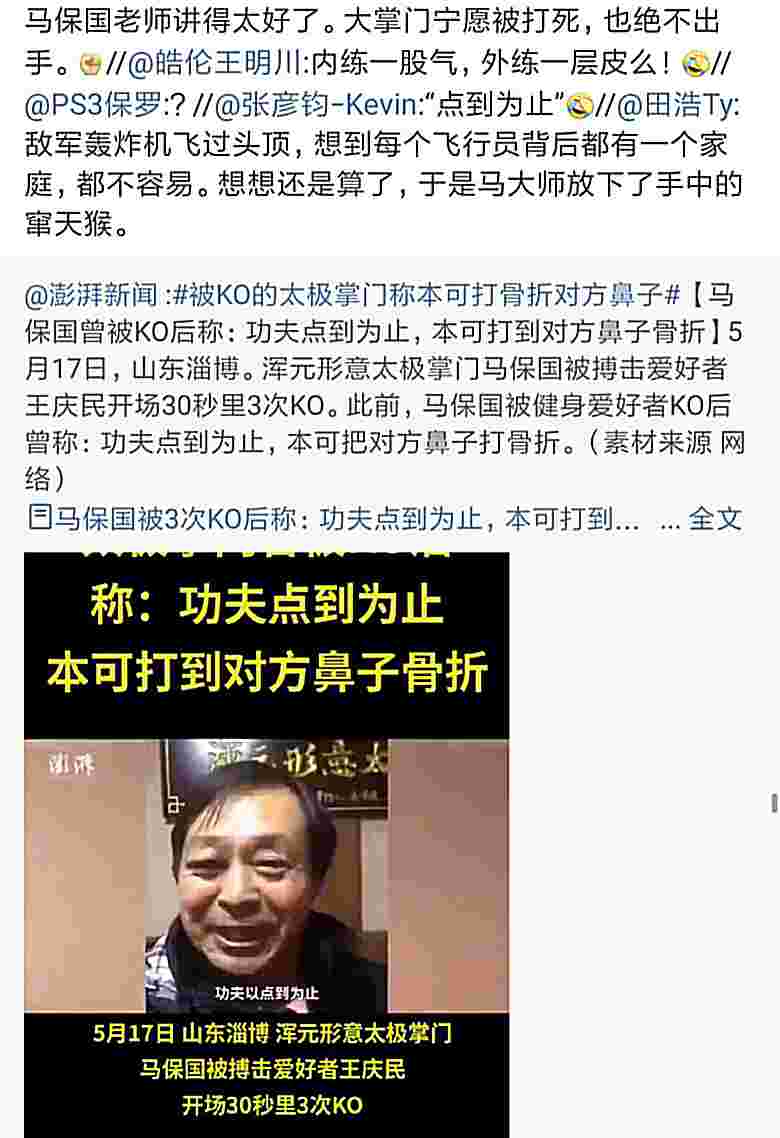 马保国老师讲得太好了。大掌门宁愿被打死，也绝不出
手。//@皓伦王明川:内练一股气，外练一层皮么！//
@PS3保罗:？//@张彦钧-Kevin:“点到为止”//@田浩Ty:
敌军轰炸机飞过头顶，想到每个飞行员背后都有一个家
庭，都不容易。想想还是算了，于是马大师放下了手中的
窜天猴。
@澎湃新闻:#被KO的太极掌门称本可打骨折对方鼻子#【马
保国曾被KO后称：功夫点到为止，本可打到对方鼻子骨折】5
月17日，山东淄博。浑元形意太极掌门马保国被搏击爱好者
王庆民开场30秒里3次KO。此前，马保国被健身爱好者KO后
曾称：功夫点到为止，本可把对方鼻子打骨折。（素材来源 网
络）
马保国被3次KO后称：功夫点到为止，本可打到... ... 全文
称：功夫点到为止
本可打到对方鼻子骨折
澎湃
浑元形意太
功夫以点到为止
5月17日 山东淄博 浑元形意太极掌门
马保国被搏击爱好者王庆民
开场30秒里3次KO